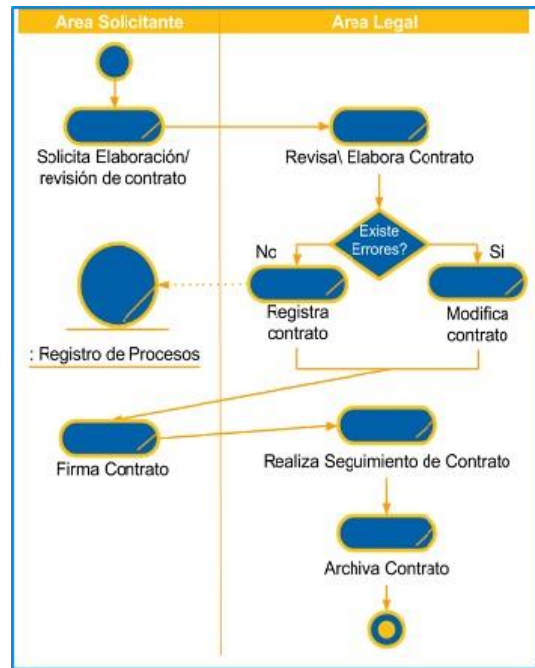 Area Solicitante
Area Legal
Solicita Elaboración/
revisión de contrato
Revisa\ Elabora Contrato
Existe
Errores?
No
Si
Registra
contrato
Modifica
contrato
: Registro de Procesos
Firma Contrato
Realiza Seguimiento de Contrato
Archiva Contrato